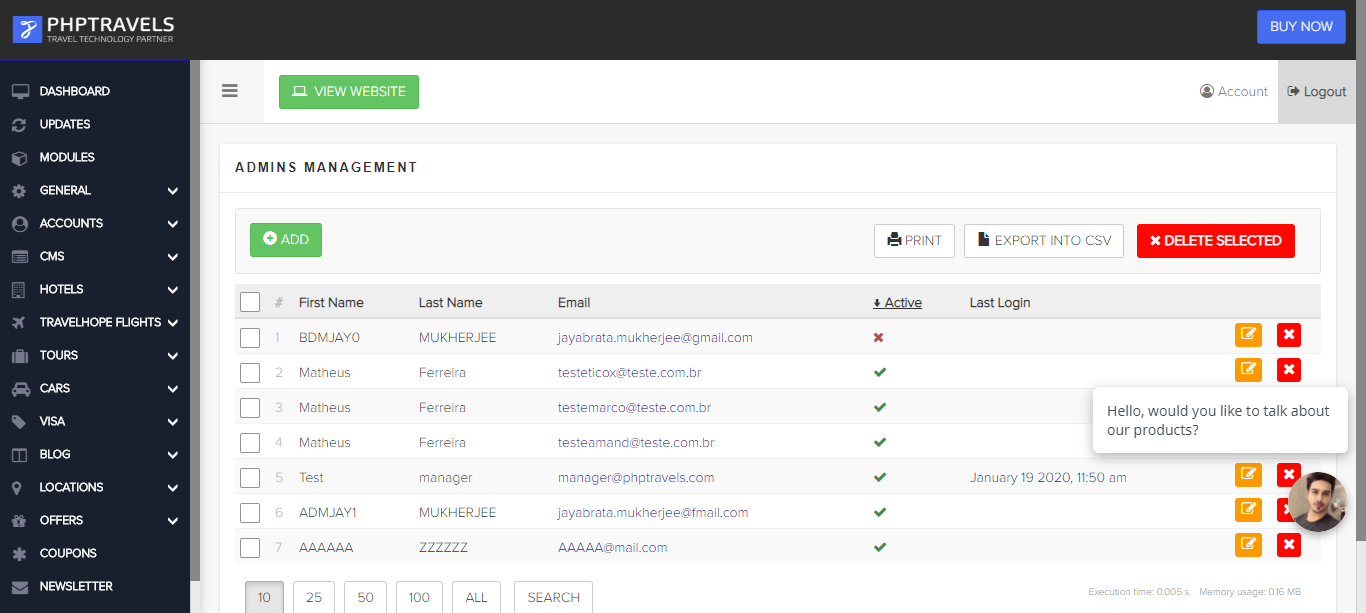 PHPTRAVELS
TRAVEL TECHNOLOGY PARTNER
BUY NOW
DASHBOARD
UPDATES
MODULES
GENERAL
ACCOUNTS
CMS
HOTELS
TRAVELHOPE FLIGHTS
TOURS
CARS
VISA
BLOG
LOCATIONS
OFFERS
COUPONS
NEWSLETTER
VIEW WEBSITE
Account
Logout
ADMINS MANAGEMENT
ADD
PRINT
EXPORT INTO CSV
DELETE SELECTED
# First Name Last Name Email Active Last Login
1 BDMJAY0 MUKHERJEE jayabrata.mukherjee@gmail.com
2 Matheus Ferreira testeticox@teste.com.br
3 Matheus Ferreira testemarco@teste.com.br
4 Matheus Ferreira testeamand@teste.com.br
5 Test manager manager@phptravels.com January 19 2020, 11:50 am
6 ADMJAY1 MUKHERJEE jayabrata.mukherjee@fmail.com
7 AAAAAA ZZZZZZ AAAAA@mail.com
Hello, would you like to talk about
our products?
10 25 50 100 ALL SEARCH
Execution time: 0.005 s Memory usage: 0.16 MB